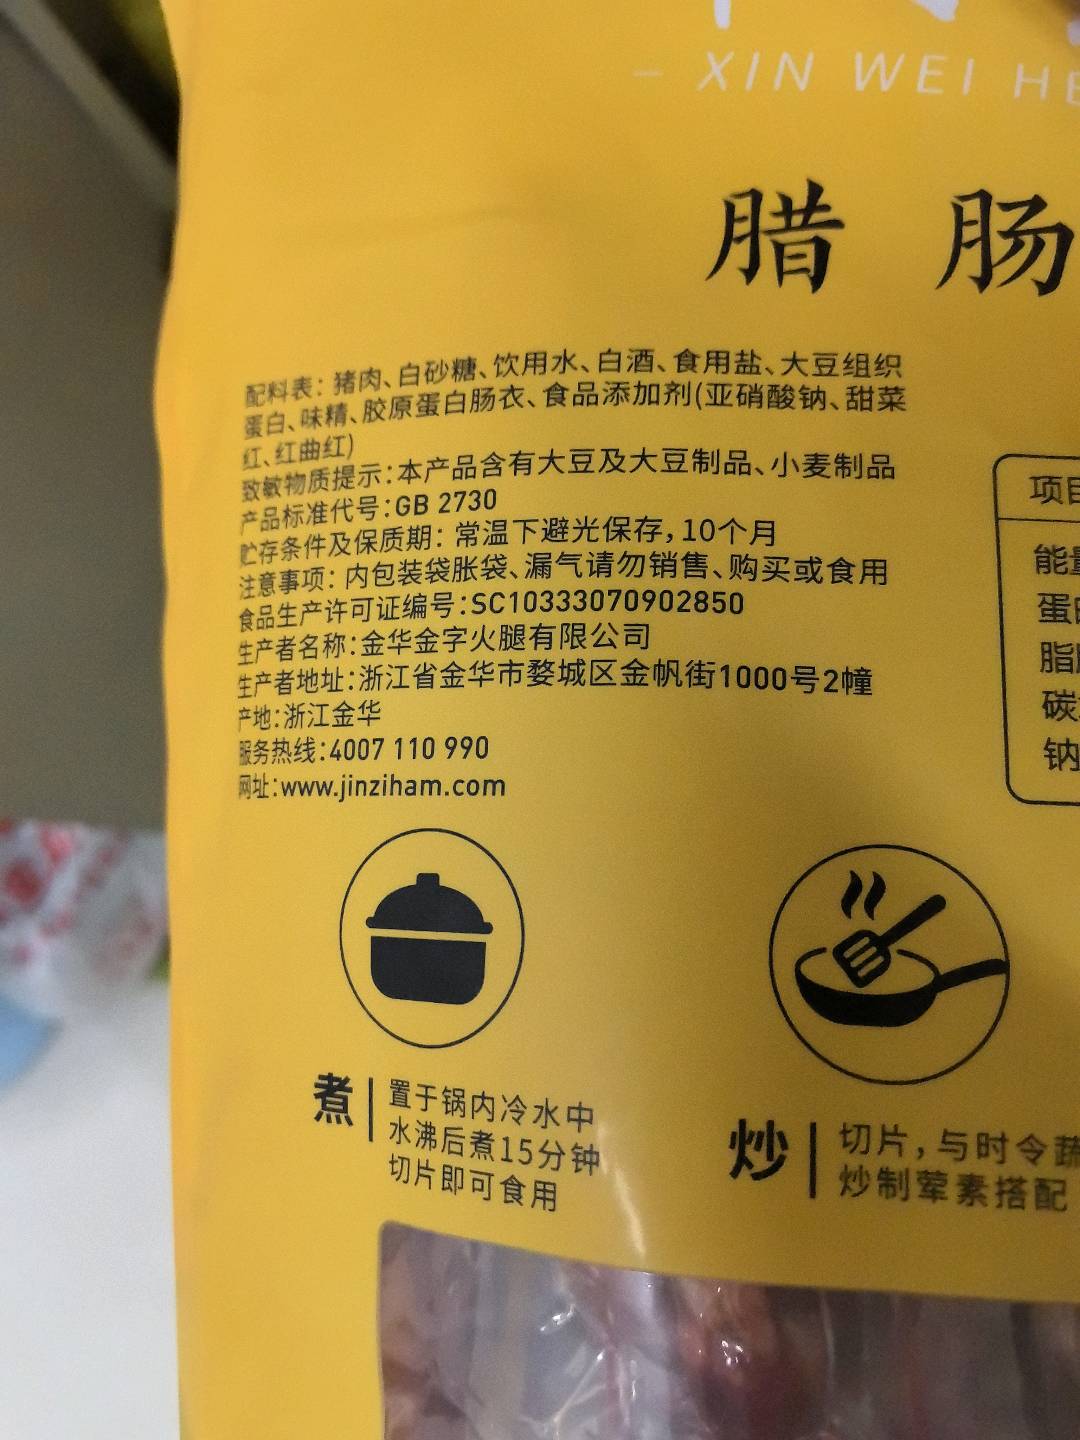 XIN WEI HE
腊肠
配料表：猪肉、白砂糖、饮用水、白酒、食用盐、大豆组织
蛋白、味精、胶原蛋白肠衣、食品添加剂(亚硝酸钠、甜菜
红、红曲红)
致敏物质提示：本产品含有大豆及大豆制品、小麦制品
产品标准代号：GB 2730
贮存条件及保质期：常温下避光保存，10个月
注意事项：内包装袋胀袋、漏气请勿销售、购买或食用
食品生产许可证编号：SC10333070902850
生产者名称：金华金字火腿有限公司
生产者地址：浙江省金华市婺城区金帆街1000号2幢
产地：浙江金华
服务热线：4007 110 990
网址：www.jinziham.com
项目
能量
蛋白
脂肪
碳
钠
煮
置于锅内冷水中
水沸后煮15分钟
切片即可食用
炒
切片，与时令蔬
炒制荤素搭配